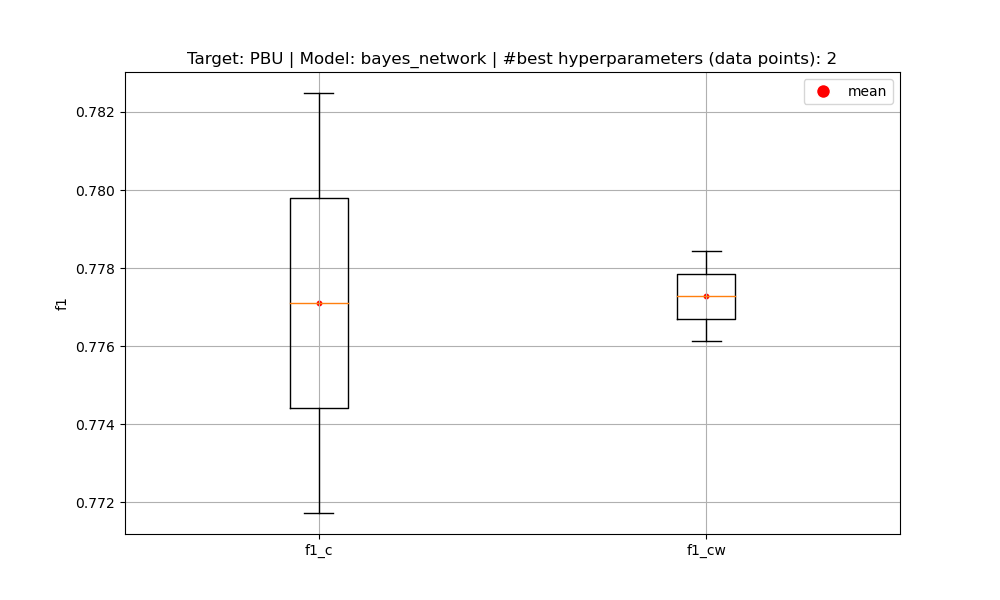 Target: PBU | Model: bayes_network | #best hyperparameters (data points): 2
mean
0.782
0.780
0.778
0.776
0.774
0.772
f1
f1_c
f1_cw